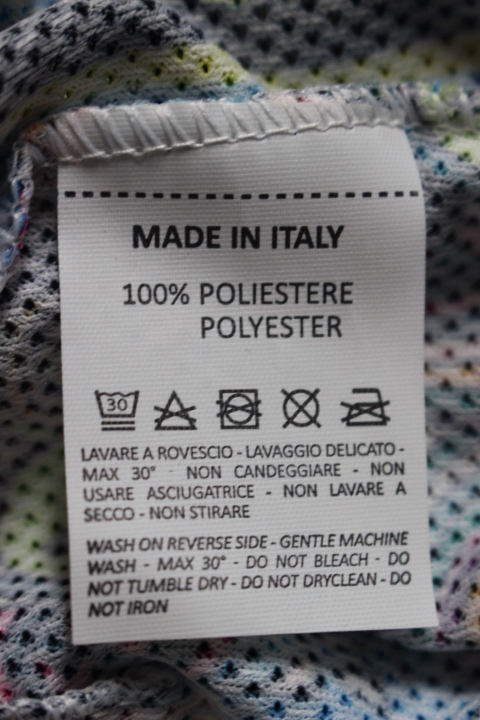 MADE IN ITALY
100% POLIESTERE
POLYESTER
30
LAVARE A ROVESCIO - LAVAGGIO DELICATO -
MAX 30° - NON CANDEGGIARE - NON
USARE ASCIUGATRICE - NON LAVARE A
SECCO - NON STIRARE
WASH ON REVERSE SIDE - GENTLE MACHINE
WASH - MAX 30° - DO NOT BLEACH - DO
NOT TUMBLE DRY - DO NOT DRYCLEAN - DO
NOT IRON